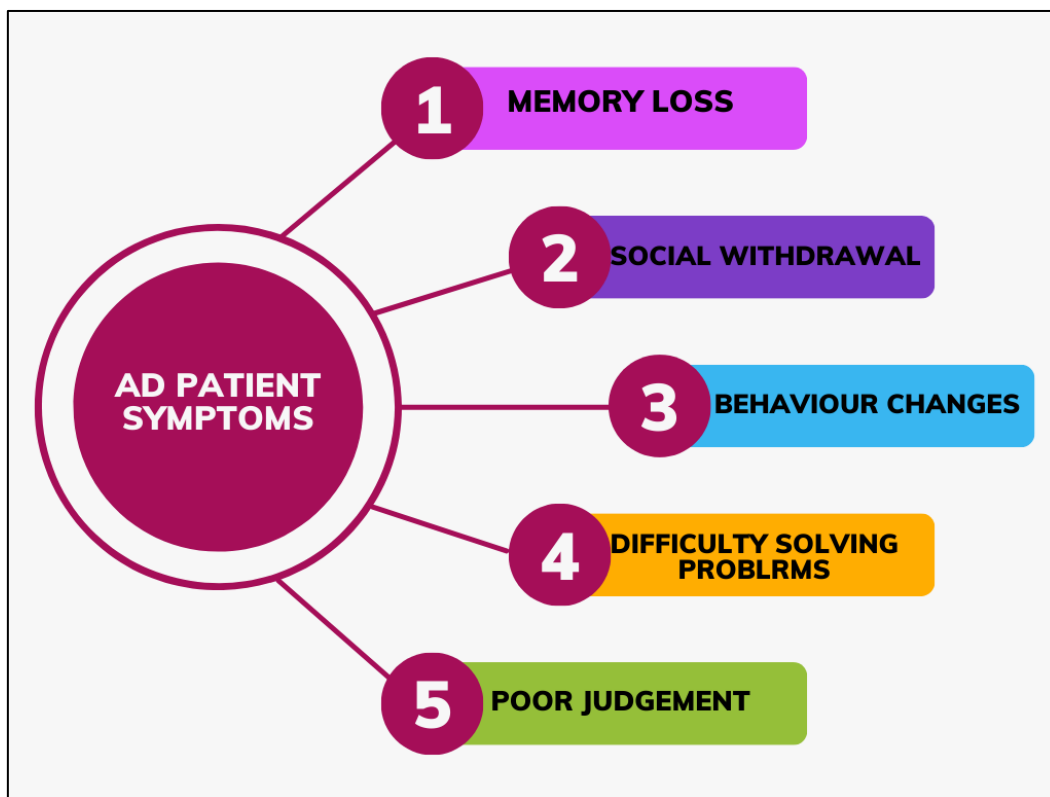 1
MEMORY LOSS
2
SOCIAL WITHDRAWAL
AD PATIENT
SYMPTOMS
3
BEHAVIOUR CHANGES
4
DIFFICULTY SOLVING
PROBLRMS
5
POOR JUDGEMENT